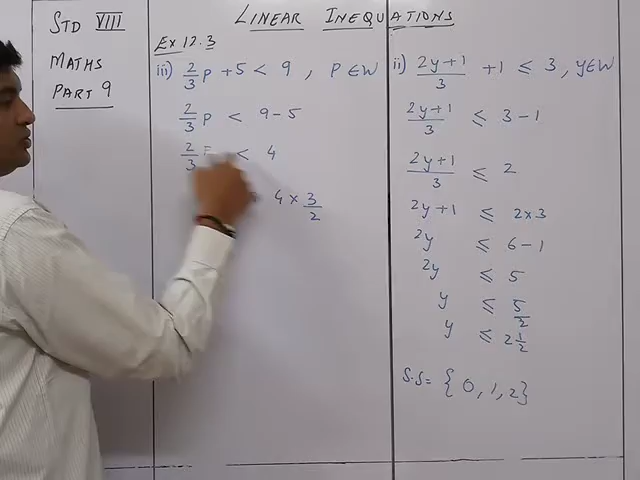 STD VIII
MATHS
PART 9
LINEAR INEQUATIONS
Ex 12.3
iii) 2/3 p + 5 < 9 , p ∈ W
2/3 p < 9 - 5
2/3 < 4
4 × 3/2
ii) (2y+1)/3 + 1 ≤ 3, y ∈ W
(2y+1)/3 ≤ 3 - 1
(2y+1)/3 ≤ 2
2y+1 ≤ 2×3
2y ≤ 6-1
2y ≤ 5
y ≤ 5/2
y ≤ 2 1/2
S.S = { 0, 1, 2}